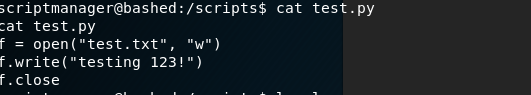 scriptmanager@bashed:/scripts$ cat test.py
cat test.py
f = open("test.txt", "w")
f.write("testing 123!")
f.close